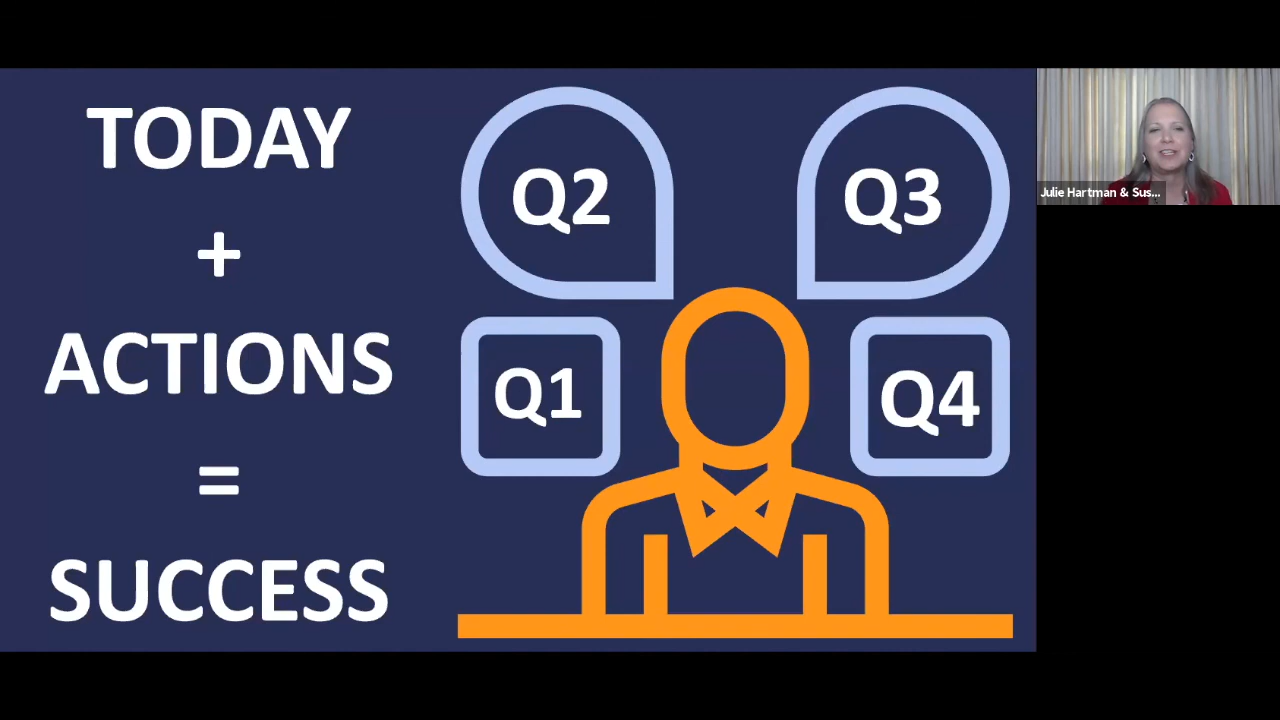 TODAY
+
ACTIONS
=
SUCCESS
Q2
Q3
Q1
Q4
Julie Hartman & Sus...